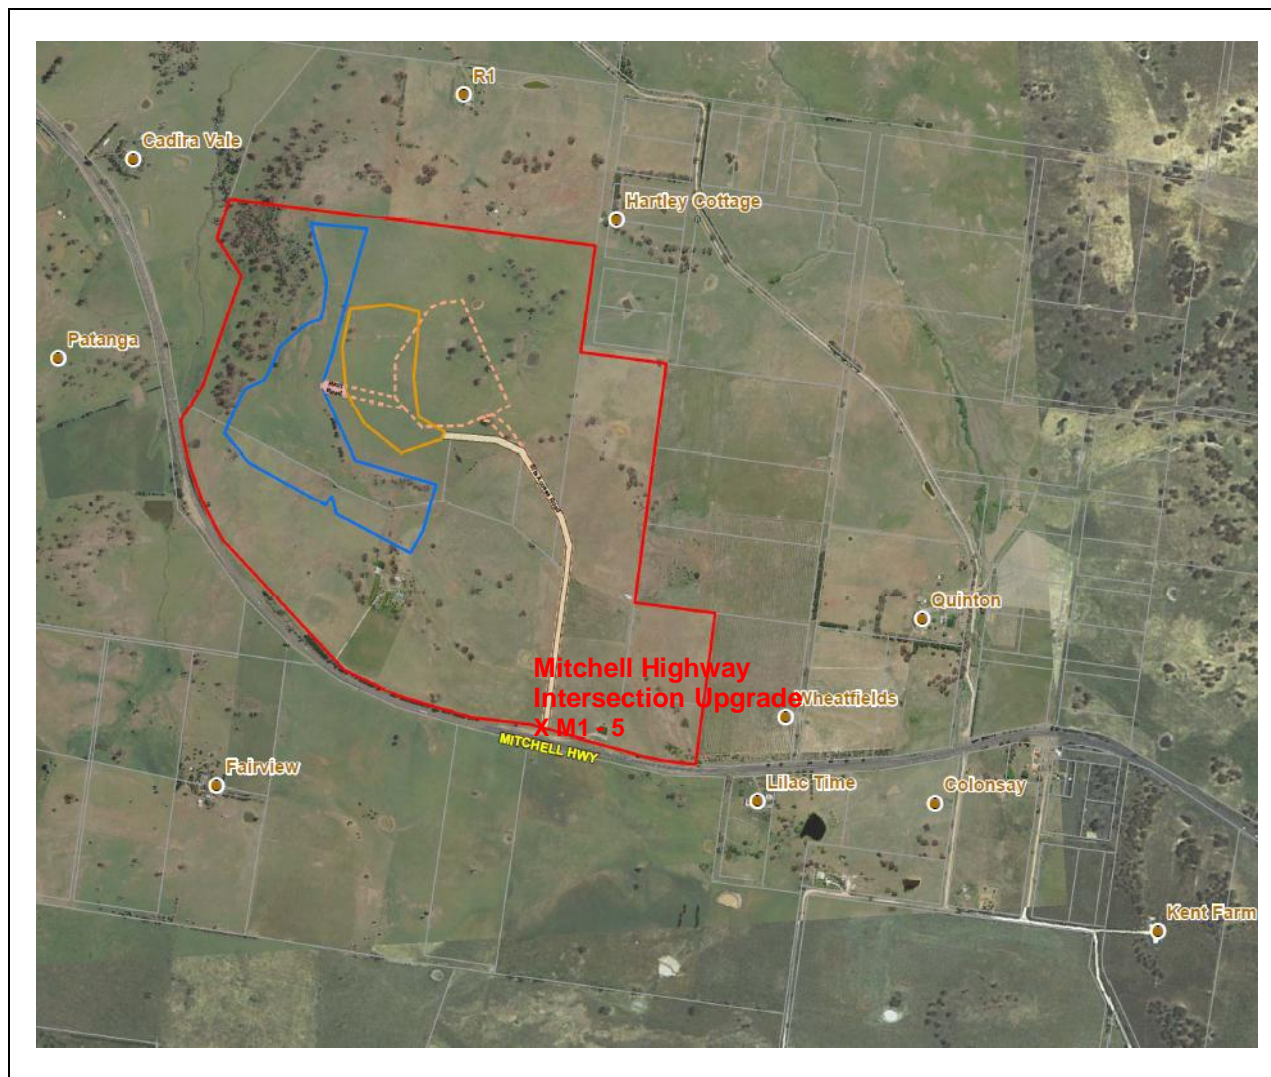 R1
Cadira Vale
Hartley Cottage
Patanga
Quinton
Mitchell Highway
Intersection Upgrade
X M1 - 5
Wheatfields
MITCHELL HWY
Fairview
Lilac Time
Colonsay
Kent Farm